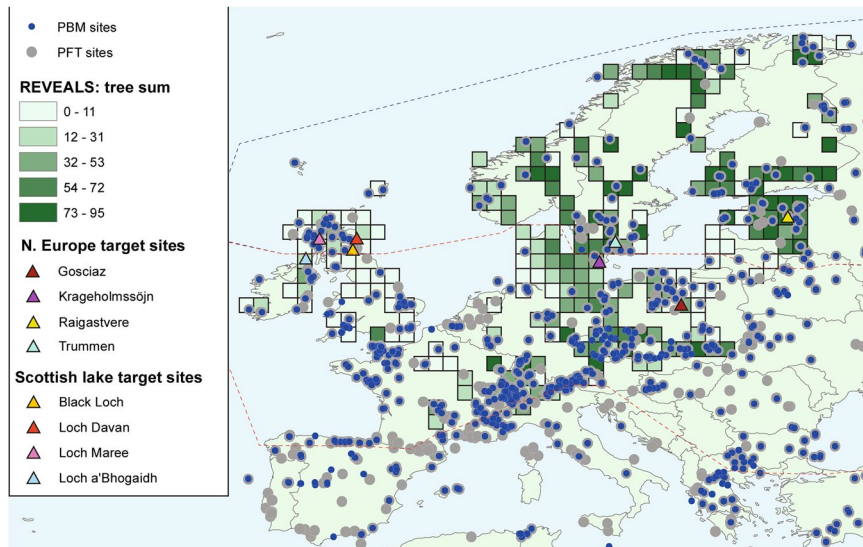 PBM sites
PFT sites
REVEALS: tree sum
0 - 11
12 - 31
32 - 53
54 - 72
73 - 95
N. Europe target sites
Gosciaz
Krageholmssöjn
Raigastvere
Trummen
Scottish lake target sites
Black Loch
Loch Davan
Loch Maree
Loch a'Bhogaidh